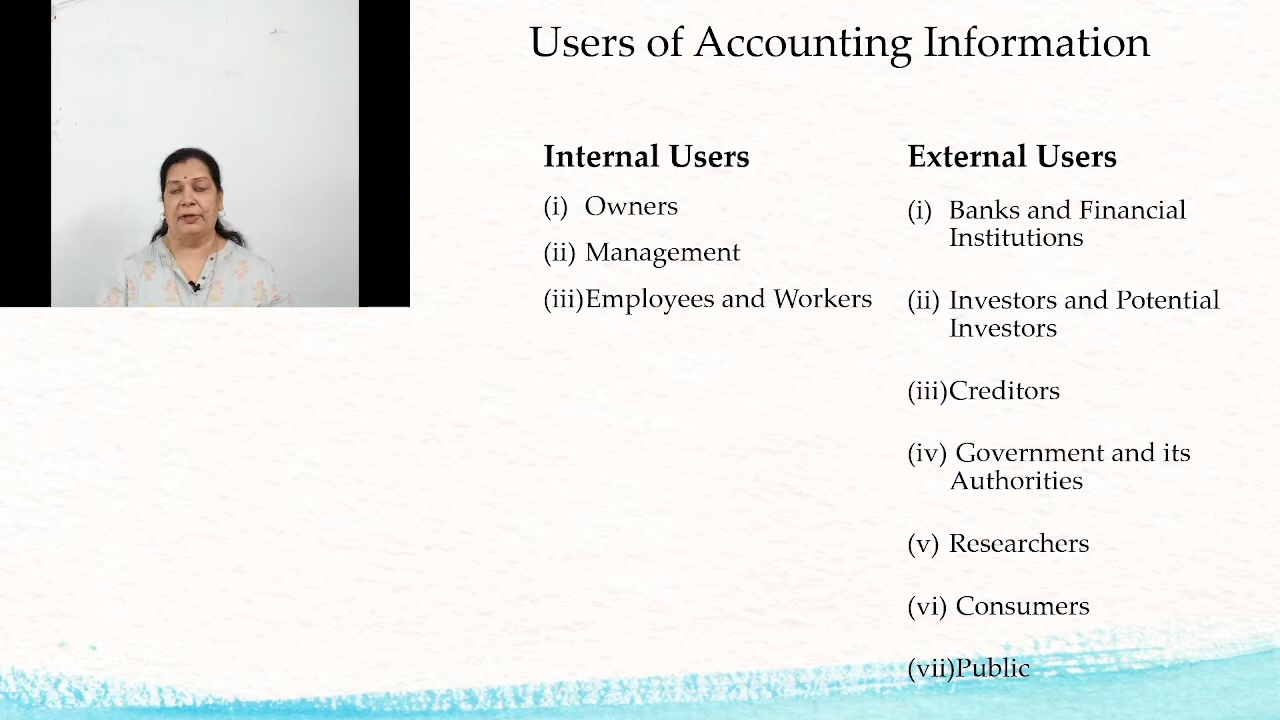 Users of Accounting Information
Internal Users
(i) Owners
(ii) Management
(iii)Employees and Workers
External Users
(i) Banks and Financial
Institutions
(ii) Investors and Potential
Investors
(iii)Creditors
(iv) Government and its
Authorities
(v) Researchers
(vi) Consumers
(vii)Public